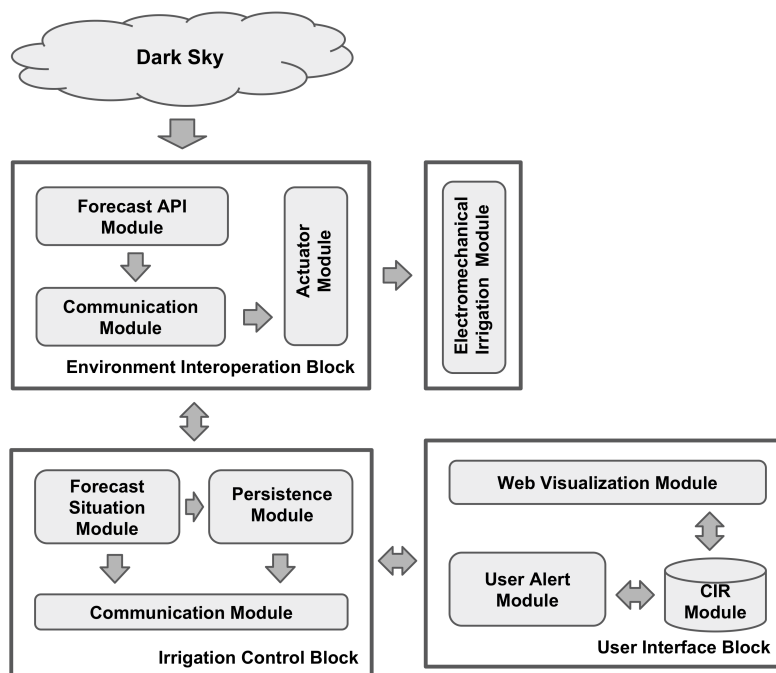 Dark Sky
Forecast API
Module
Communication
Module
Actuator
Module
Environment Interoperation Block
Electromechanical
Irrigation Module
Forecast
Situation
Module
Persistence
Module
Communication Module
Irrigation Control Block
Web Visualization Module
User Alert
Module
CIR
Module
User Interface Block